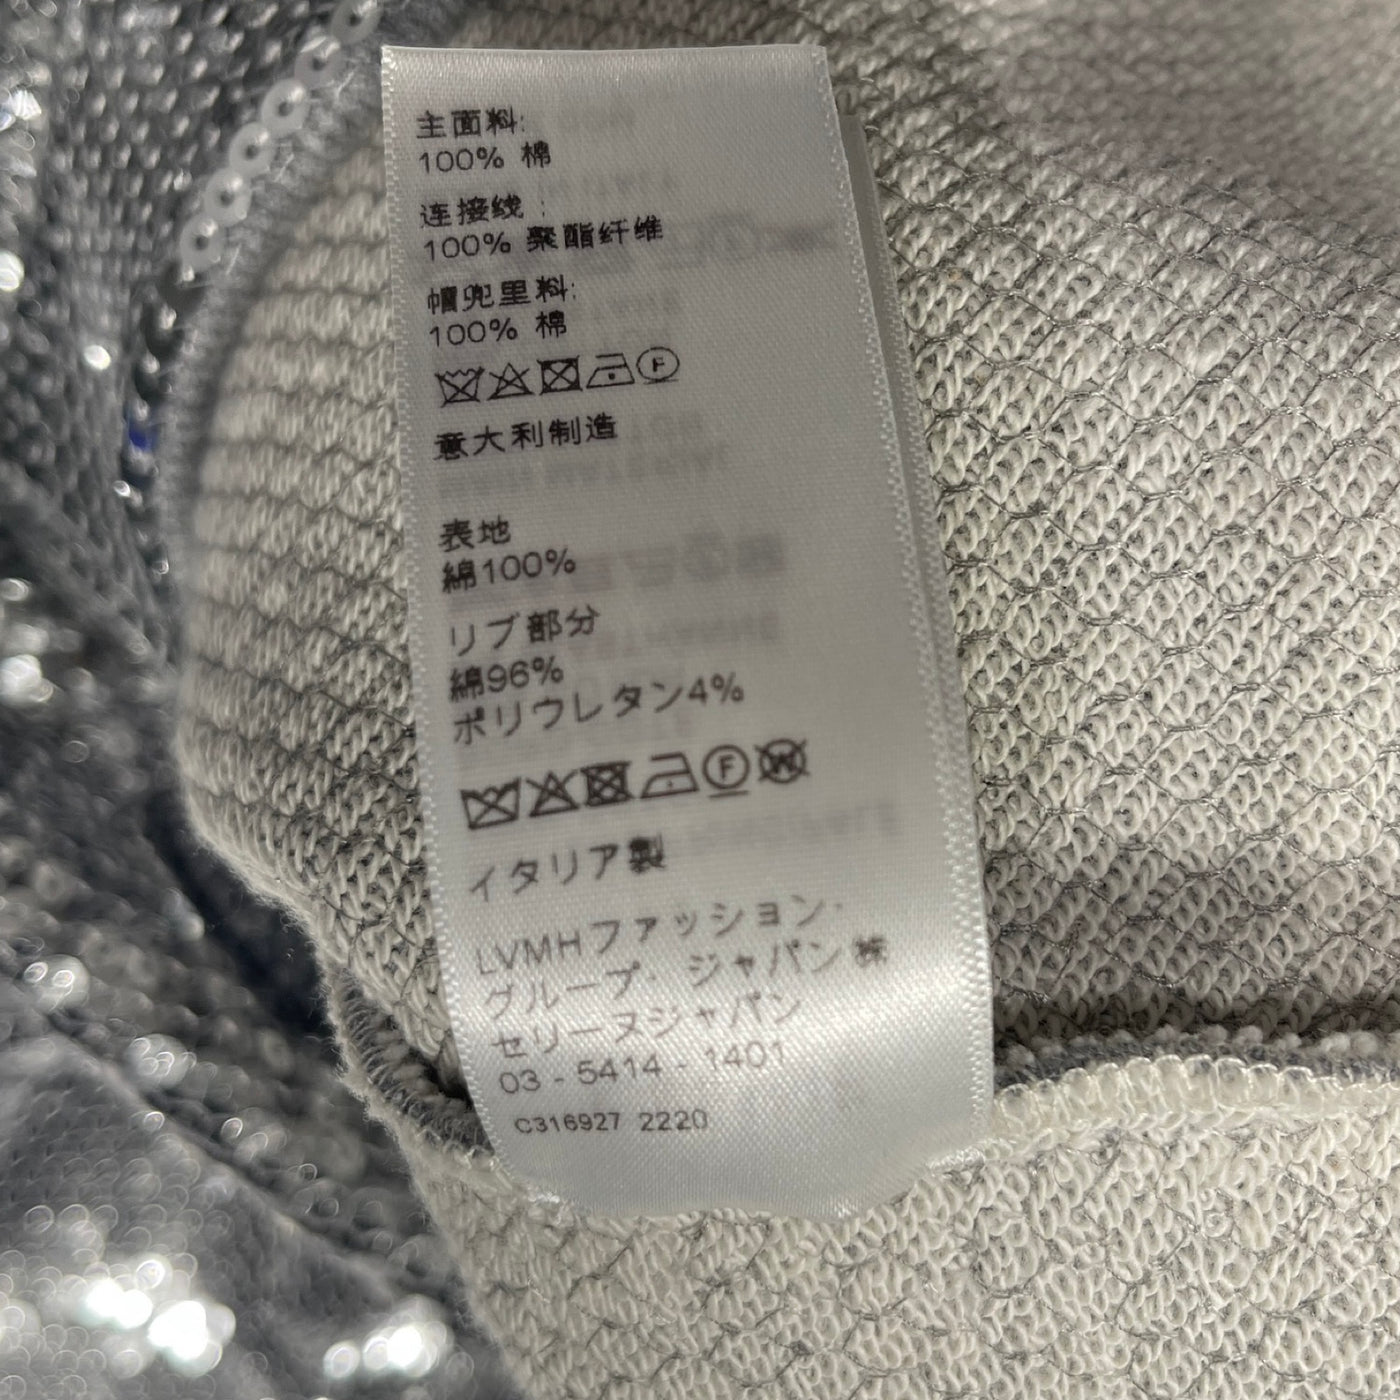 主面料:
100% 棉
连接线 :
100% 聚酯纤维
帽兜里料:
100% 棉
F
意大利制造
表地
綿100%
リブ部分
綿96%
ポリウレタン4%
F W
イタリア製
LVMHファッション・
グループ・ジャパン㈱
セリーヌジャパン
03 - 5414 - 1401
C316927 2220